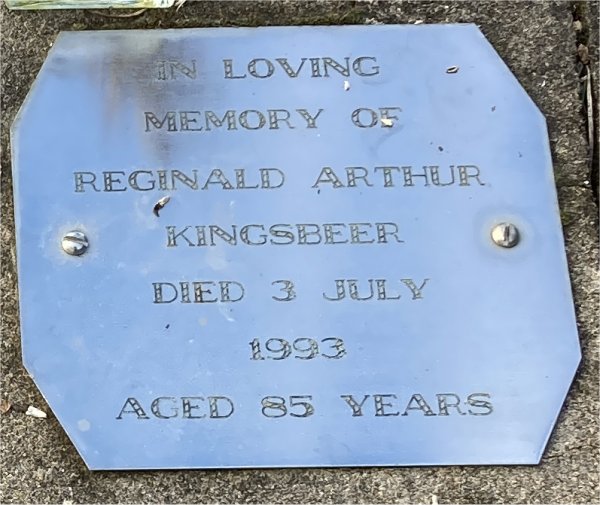 IN LOVING
MEMORY OF
REGINALD ARTHUR
KINGSBEER
DIED 3 JULY
1993
AGED 85 YEARS